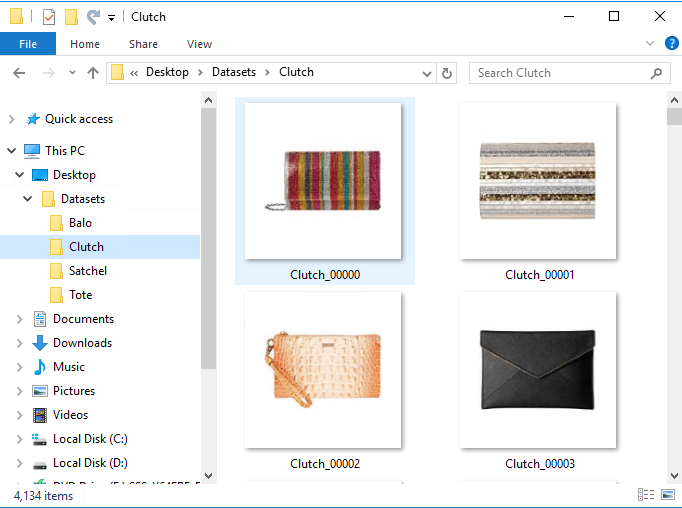 Clutch
File Home Share View
« Desktop > Datasets > Clutch
Search Clutch
Quick access
This PC
Desktop
Datasets
Balo
Clutch
Satchel
Tote
Documents
Downloads
Music
Pictures
Videos
Local Disk (C:)
Local Disk (D:)
Clutch_00000
Clutch_00001
Clutch_00002
Clutch_00003
4,134 items